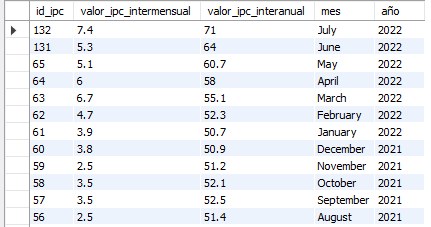 id_ipc valor_ipc_intermensual valor_ipc_interanual mes año
132 7.4 71 July 2022
131 5.3 64 June 2022
65 5.1 60.7 May 2022
64 6 58 April 2022
63 6.7 55.1 March 2022
62 4.7 52.3 February 2022
61 3.9 50.7 January 2022
60 3.8 50.9 December 2021
59 2.5 51.2 November 2021
58 3.5 52.1 October 2021
57 3.5 52.5 September 2021
56 2.5 51.4 August 2021